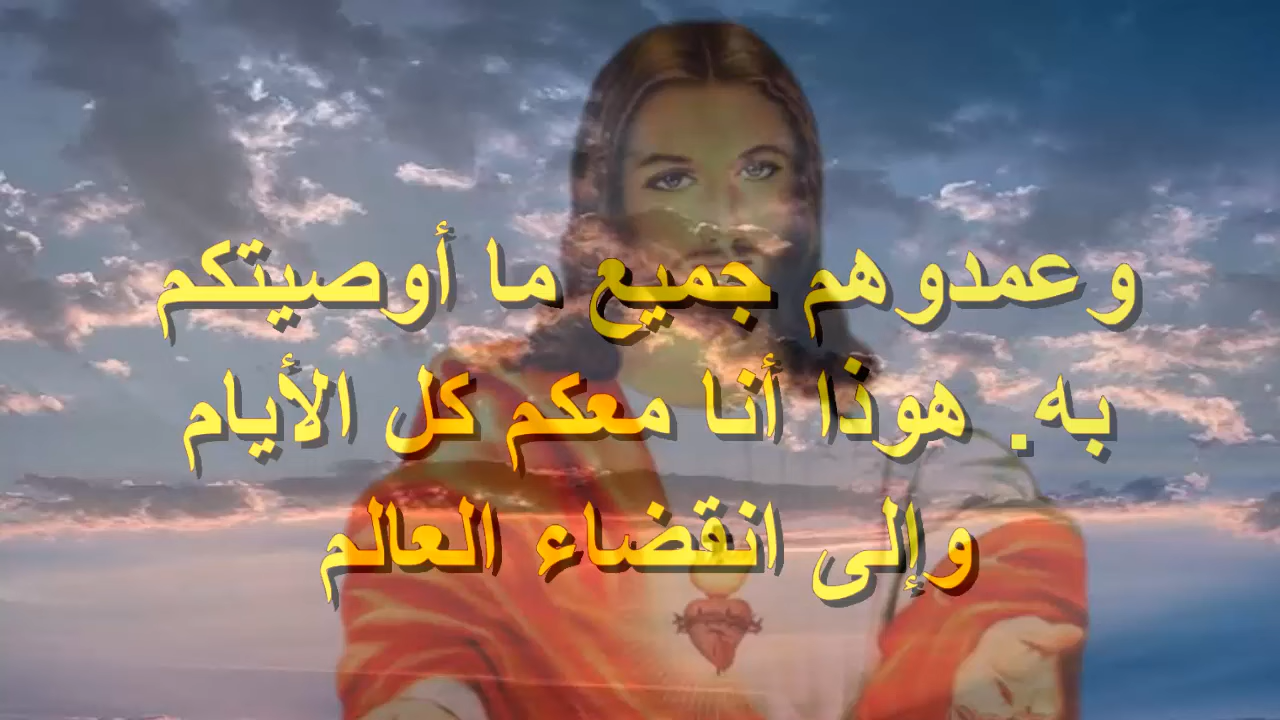 وعمدوهم جميع ما أوصيتكم
به. هوذا أنا معكم كل الأيام
وإلى انقضاء العالم